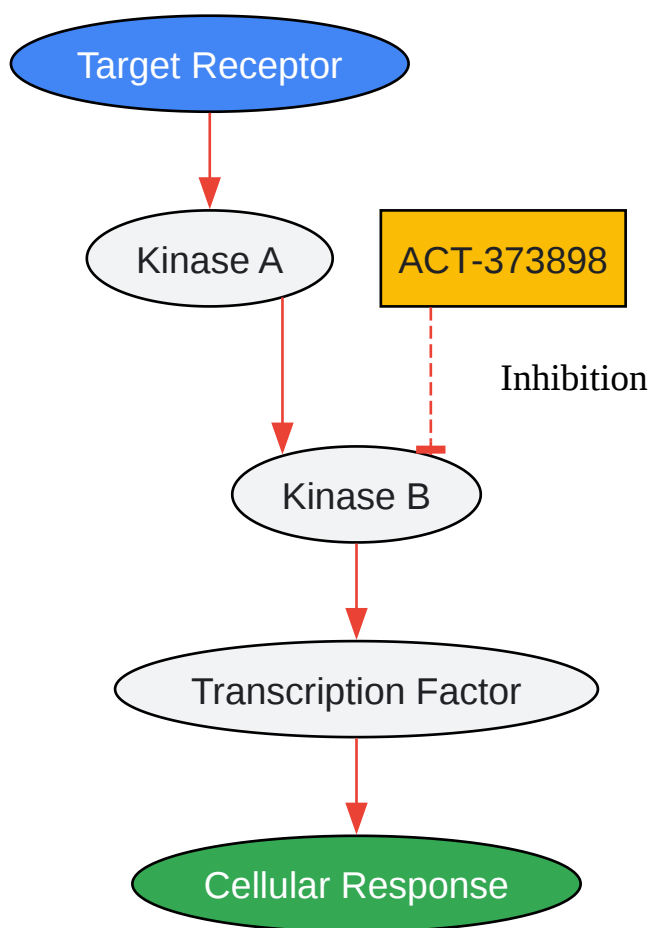 Target Receptor
Kinase A
ACT-373898
Inhibition
Kinase B
Transcription Factor
Cellular Response